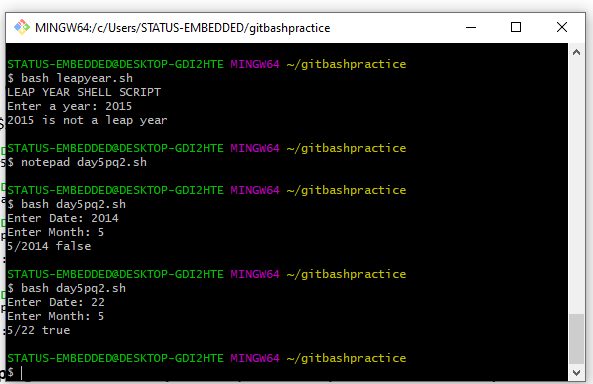 MINGW64:/c/Users/STATUS-EMBEDDED/gitbashpractice
STATUS-EMBEDDED@DESKTOP-GDI2HTE MINGW64 ~/gitbashpractice
$ bash leapyear.sh
LEAP YEAR SHELL SCRIPT
Enter a year: 2015
2015 is not a leap year
STATUS-EMBEDDED@DESKTOP-GDI2HTE MINGW64 ~/gitbashpractice
$ notepad day5pq2.sh
STATUS-EMBEDDED@DESKTOP-GDI2HTE MINGW64 ~/gitbashpractice
$ bash day5pq2.sh
Enter Date: 2014
Enter Month: 5
5/2014 false
STATUS-EMBEDDED@DESKTOP-GDI2HTE MINGW64 ~/gitbashpractice
$ bash day5pq2.sh
Enter Date: 22
Enter Month: 5
5/22 true
STATUS-EMBEDDED@DESKTOP-GDI2HTE MINGW64 ~/gitbashpractice
$